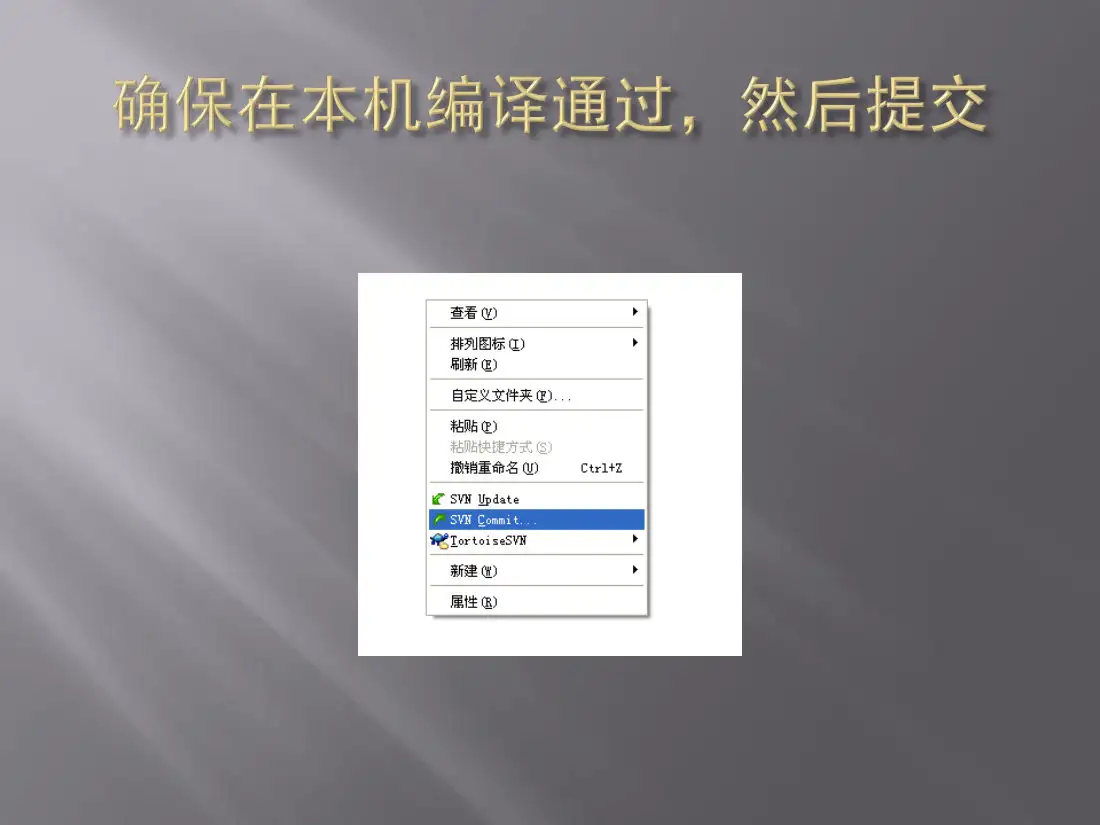 确保在本机编译通过，然后提交
查看(V)
排列图标(I)
刷新(E)
自定义文件夹(F)...
粘贴(P)
粘贴快捷方式(S)
撤销重命名(U) Ctrl+Z
SVN Update
SVN Commit...
TortoiseSVN
新建(W)
属性(R)